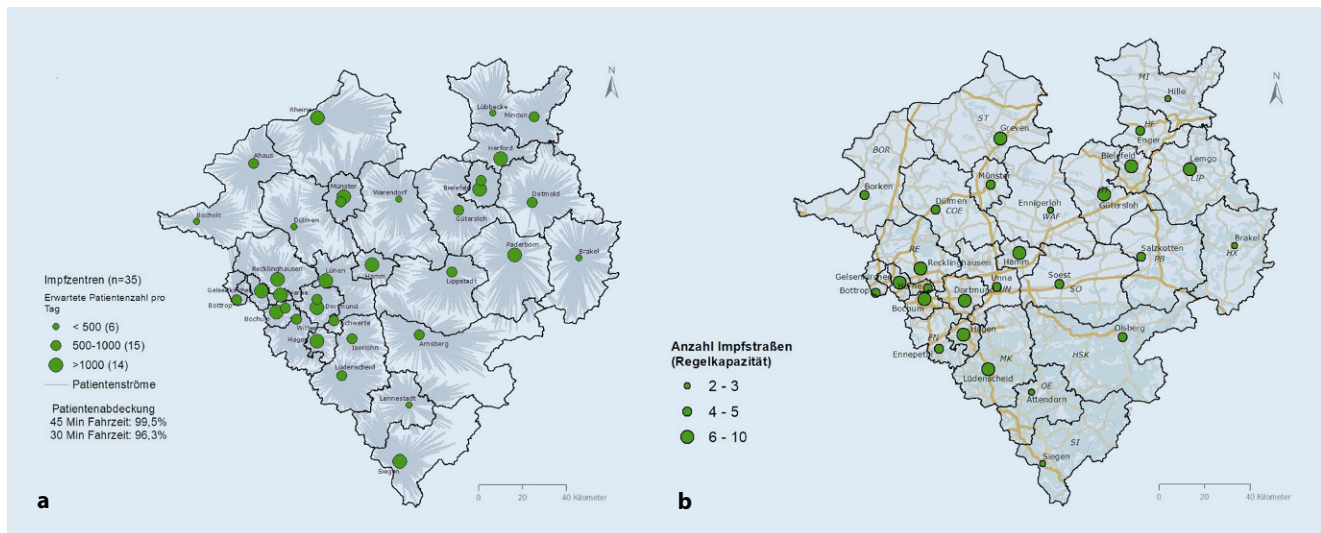 N
Rheine
Lübbecke
Minden
Ahaus
Herford
Münster
Warendorf
Bielefeld
Detmold
Bocholt
Dülmen
Gütersloh
Paderborn
Brakel
Recklinghausen
Lünen
Hamm
Lippstadt
Gelsenkirchen
Herne
Bottrop
Dortmund
Bochum
Witten
Schwerte
Hagen
Iserlohn
Arnsberg
Lüdenscheid
Lennestadt
Siegen
Impfzentren (n=35)
Erwartete Patientenzahl pro
Tag
< 500 (6)
500-1000 (15)
>1000 (14)
Patientenströme
Patientenabdeckung
45 Min Fahrzeit: 99,5%
30 Min Fahrzeit: 96,3%
0 20 40 Kilometer
a
N
MI
Hille
ST
HF
Greven
Enger
BOR
Bielefeld
Lemgo
LIP
Münster
Borken
Gütersloh
Dülmen
COE
Ennigerloh
WAF
RE
Recklinghausen
Hamm
Salzkotten
PB
Brakel
HX
Gelsenkirchen
Unna
UN
Soest
SO
Bottrop
Herne
Dortmund
Bochum
EN
Hagen
Olsberg
Ennepetal
MK
HSK
Lüdenscheid
OE
Attendorn
SI
Siegen
Anzahl Impfstraßen
(Regelkapazität)
2 - 3
4 - 5
6 - 10
0 20 40 Kilometer
b